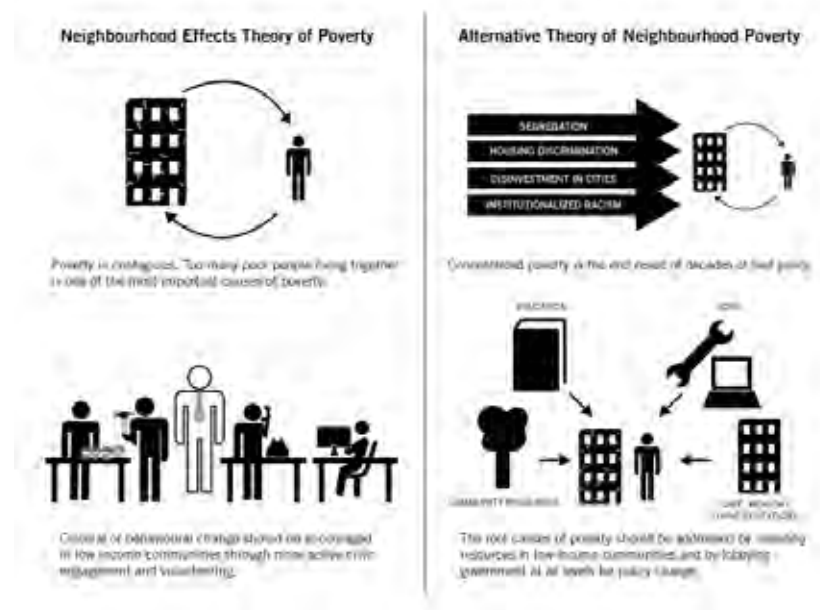 Neighbourhood Effects Theory of Poverty
Poverty is contagious. Too many poor people living together
is one of the most important causes of poverty.
Cultural or behavioural change should be encouraged
in low income communities through more active civic
engagement and volunteering.
Alternative Theory of Neighbourhood Poverty
SEGREGATION
HOUSING DISCRIMINATION
DISINVESTMENT IN CITIES
INSTITUTIONALIZED RACISM
Concentrated poverty is the end result of decades of bad policy
EDUCATION
JOBS
COMMUNITY RESOURCES
The root causes of poverty should be addressed by investing
resources in low-income communities and by lobbying
government at all levels for policy change.